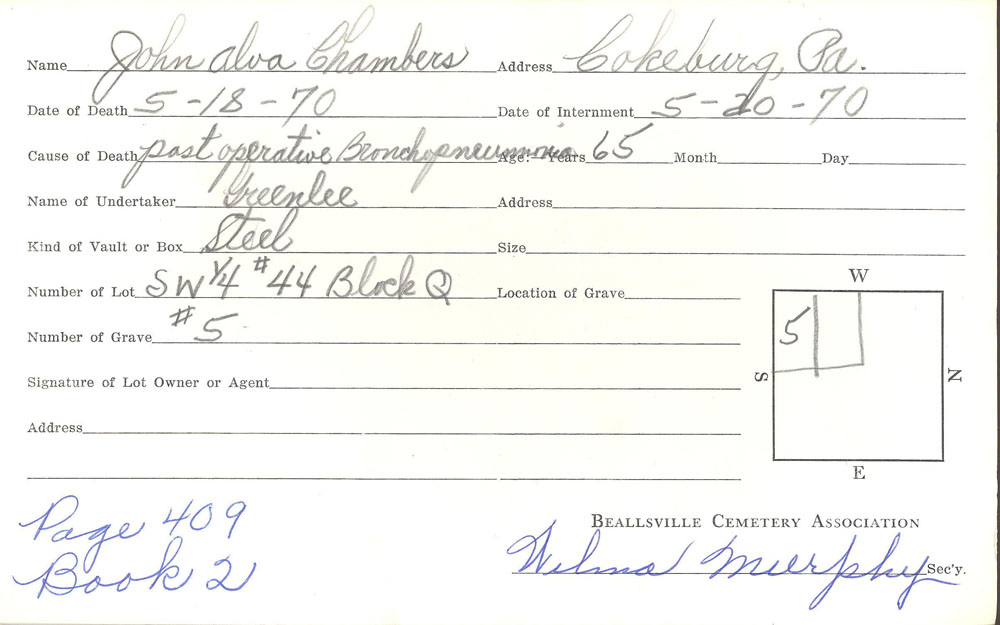 Name John Alva Chambers Address Cokeburg, Pa.
Date of Death 5-18-70 Date of Internment 5-20-70
Cause of Death post operative Bronchopneumonia Age: Years 65 Month Day
Name of Undertaker Greenlee Address
Kind of Vault or Box Steel Size
Number of Lot SW 1/4 #44 Block Q Location of Grave
W
Number of Grave #5
5
Signature of Lot Owner or Agent
S N
Address
E
Page 409
Book 2
BEALLSVILLE CEMETERY ASSOCIATION
Wilma Murphy Sec'y.